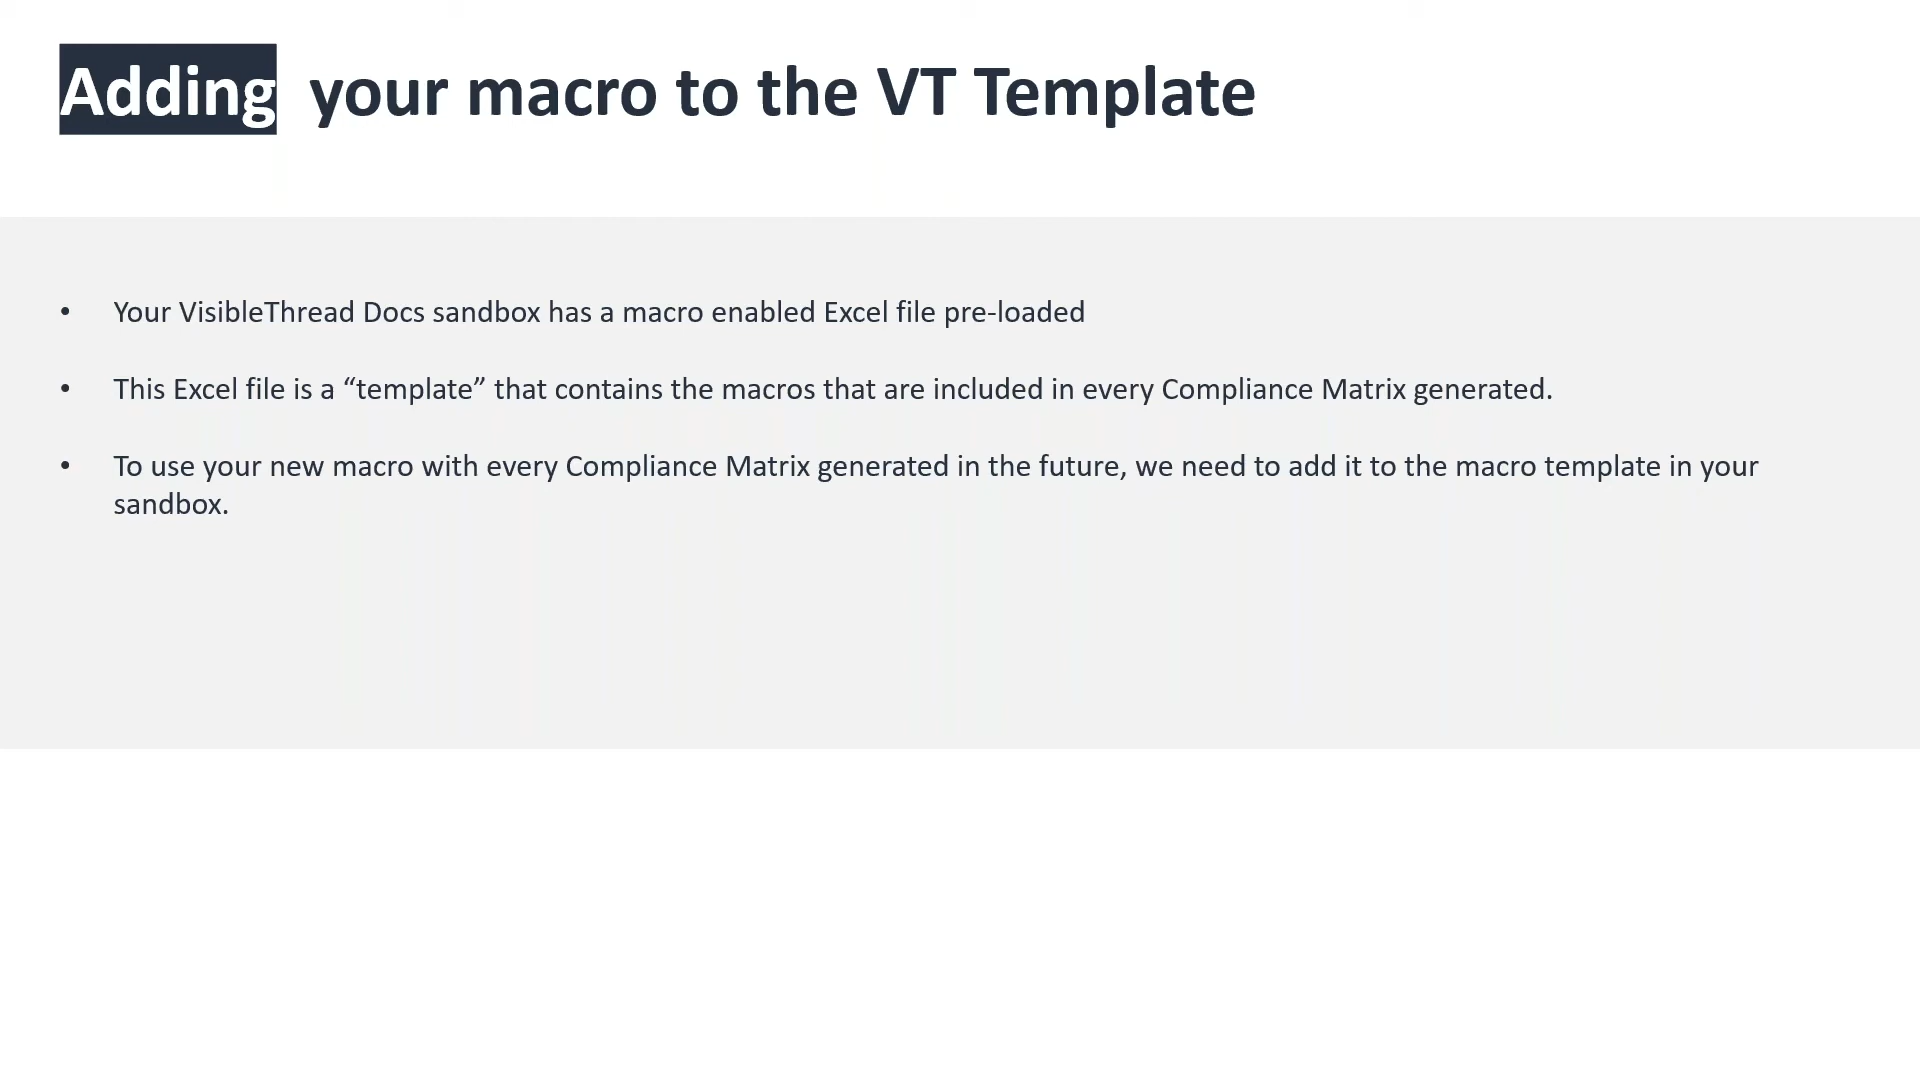 Adding your macro to the VT Template
• Your VisibleThread Docs sandbox has a macro enabled Excel file pre-loaded
• This Excel file is a “template” that contains the macros that are included in every Compliance Matrix generated.
• To use your new macro with every Compliance Matrix generated in the future, we need to add it to the macro template in your
sandbox.